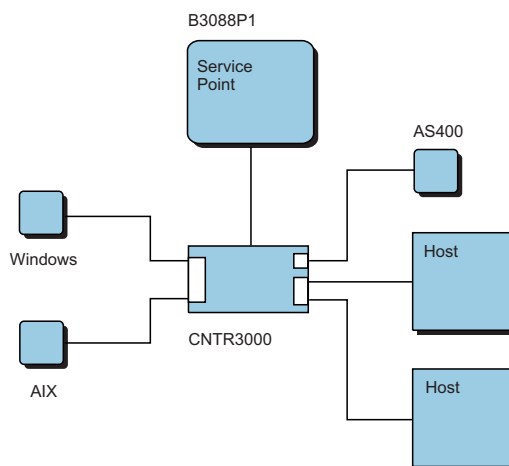 B3088P1
Service
Point
AS400
Windows
Host
CNTR3000
AIX
Host